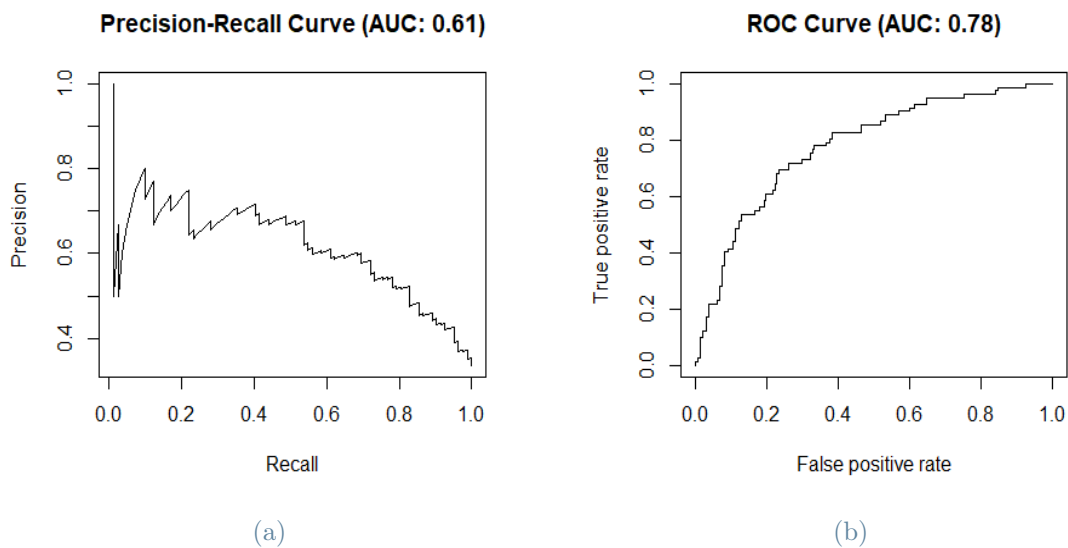 Precision-Recall Curve (AUC: 0.61)
Precision
0.4 0.6 0.8 1.0
0.0 0.2 0.4 0.6 0.8 1.0
Recall
(a)
ROC Curve (AUC: 0.78)
True positive rate
0.0 0.2 0.4 0.6 0.8 1.0
0.0 0.2 0.4 0.6 0.8 1.0
False positive rate
(b)